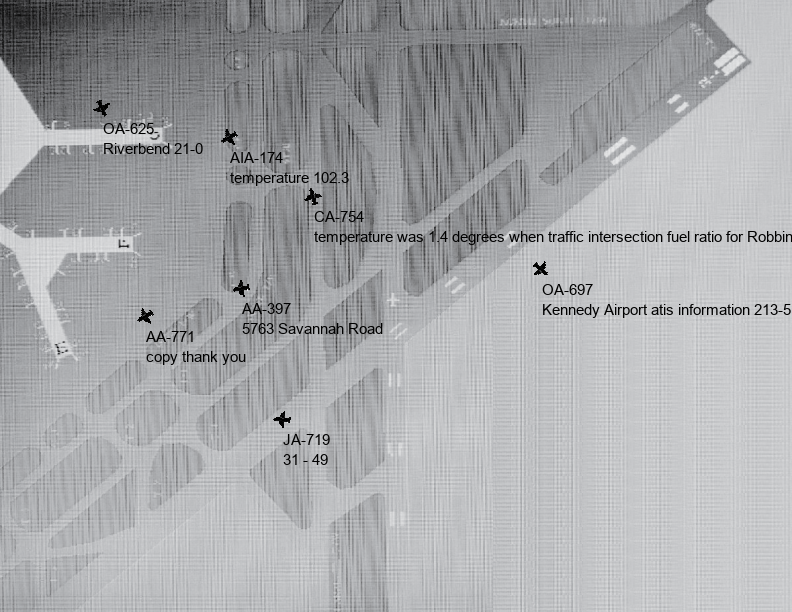 OA-625
Riverbend 21-0
AIA-174
temperature 102.3
CA-754
temperature was 1.4 degrees when traffic intersection fuel ratio for Robbin
OA-697
Kennedy Airport atis information 213-5
AA-397
5763 Savannah Road
AA-771
copy thank you
JA-719
31 - 49